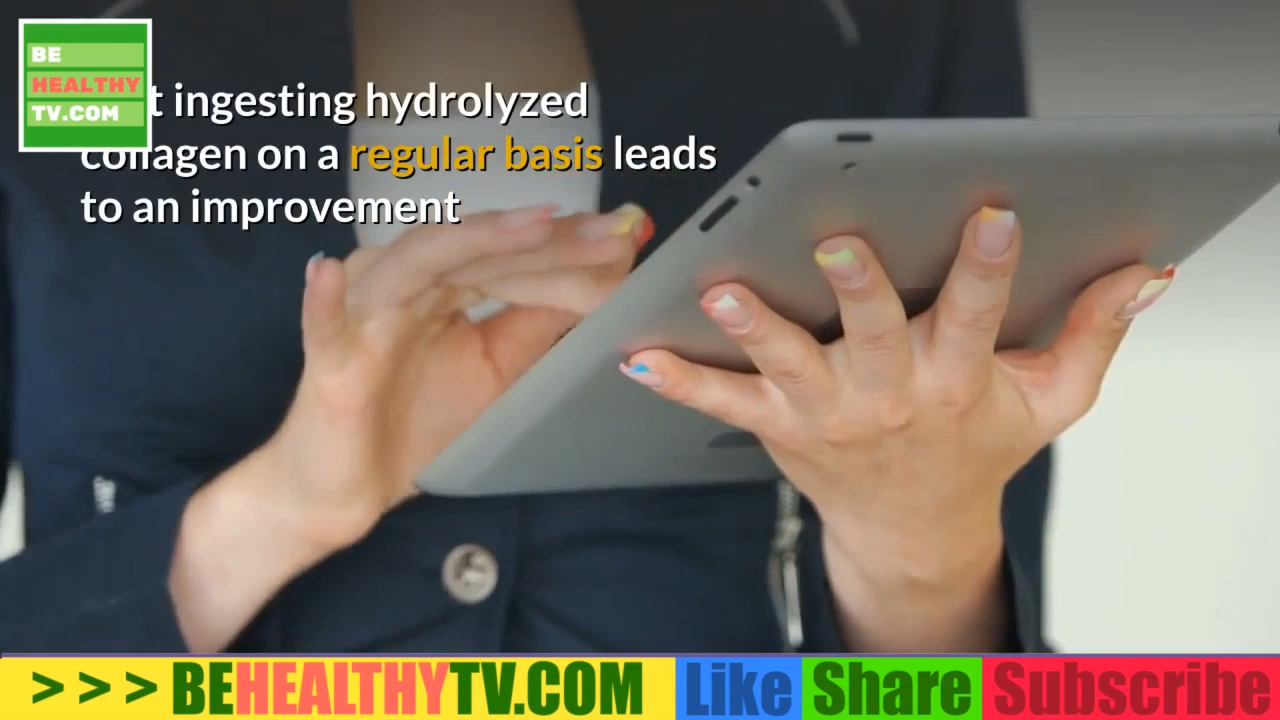 BE
HEALTHY
TV.COM
t ingesting hydrolyzed
collagen on a regular basis leads
to an improvement
> > > BEHEALTHYTV.COM Like Share Subscribe